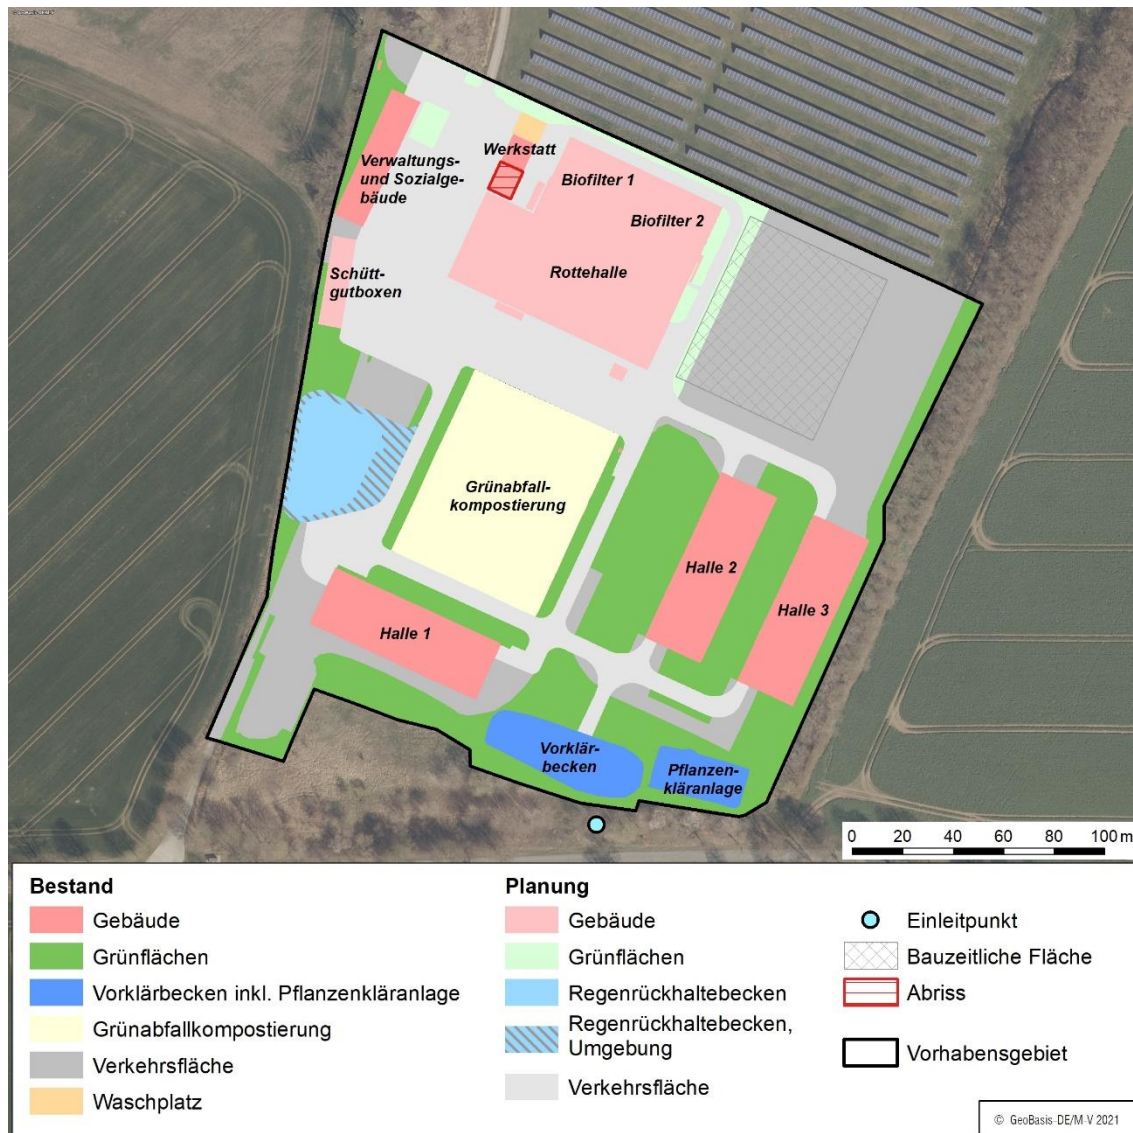 © GeoBasis-DE/M-V
Werkstatt
Verwaltungs-
und Sozialge-
bäude
Biofilter 1
Biofilter 2
Rottehalle
Schütt-
gutboxen
Grünabfall-
kompostierung
Halle 2
Halle 3
Halle 1
Vorklär-
becken
Pflanzen-
kläranlage
0 20 40 60 80 100 m
Bestand
Gebäude
Grünflächen
Vorklärbecken inkl. Pflanzenkläranlage
Grünabfallkompostierung
Verkehrsfläche
Waschplatz
Planung
Gebäude
Grünflächen
Regenrückhaltebecken
Regenrückhaltebecken,
Umgebung
Verkehrsfläche
Einleitpunkt
Bauzeitliche Fläche
Abriss
Vorhabensgebiet
© GeoBasis-DE/M-V 2021